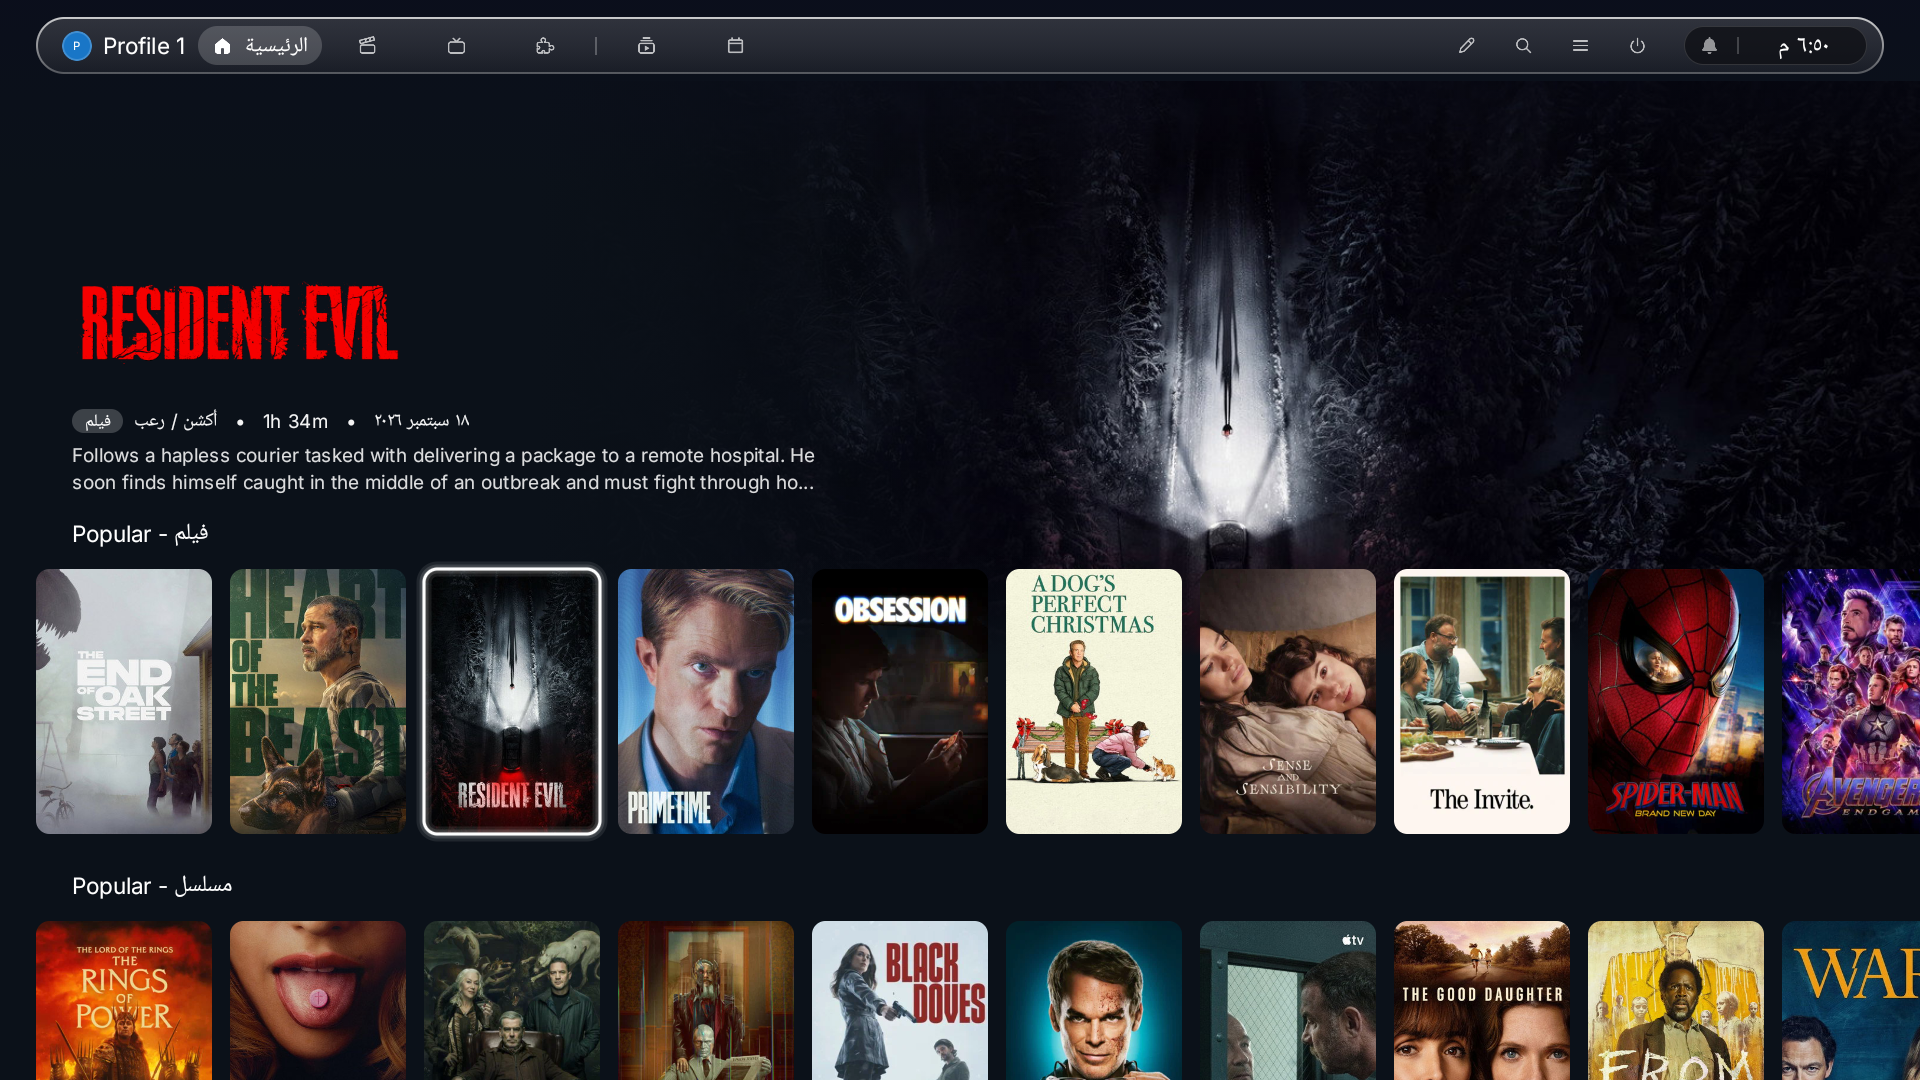 P Profile 1 الرئيسية ٦:٥٠ م
RESIDENT EVIL
فيلم أكشن / رعب • 1h 34m • ١٨ سبتمبر ٢٠٢٦
Follows a hapless courier tasked with delivering a package to a remote hospital. He
soon finds himself caught in the middle of an outbreak and must fight through ho...
Popular - فيلم
THE
END
OF OAK
STREET
HEART
OF
THE
BEAST
RESIDENT EVIL
PRIMETIME
OBSESSION
A DOG'S
PERFECT
CHRISTMAS
SENSE
AND
SENSIBILITY
The Invite.
SPIDER-MAN
BRAND NEW DAY
Popular - مسلسل
THE LORD OF THE RINGS
THE
RINGS
OF
POWER
BLACK
DOVES
tv
THE GOOD DAUGHTER
FROM